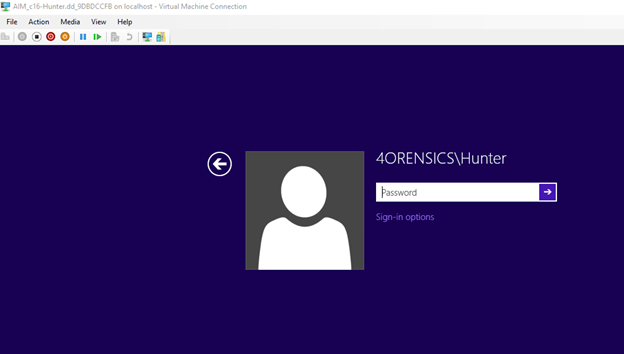 AIM_c16-Hunter.dd_9DBDCCFB on localhost - Virtual Machine Connection
File Action Media View Help
4ORENSICS\Hunter
Password
Sign-in options